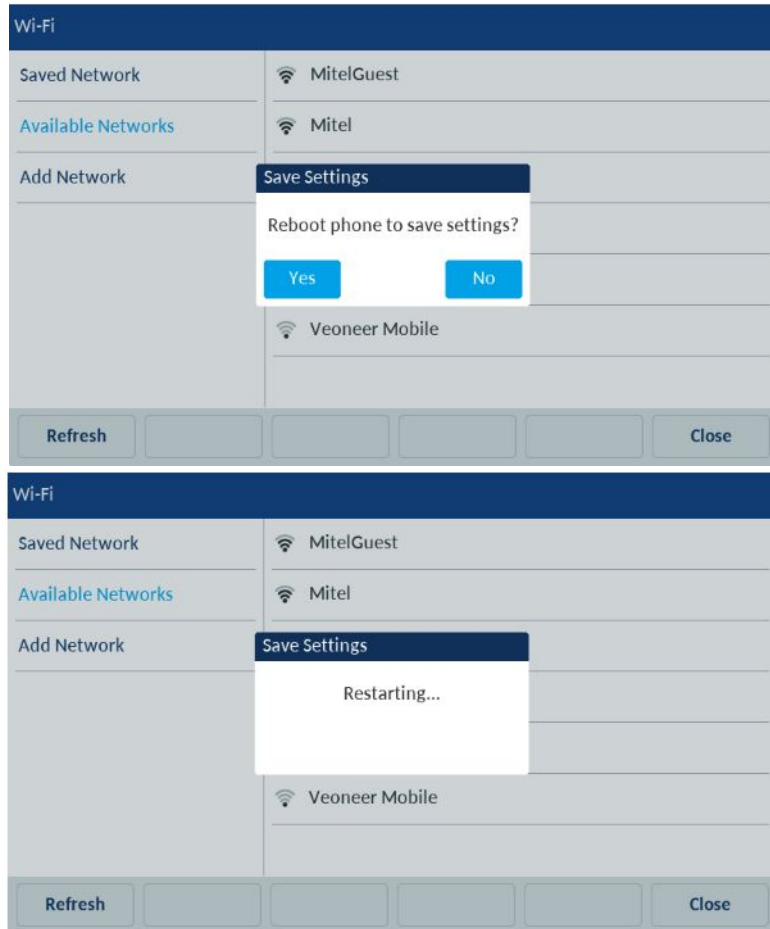 Wi-Fi
Saved Network
MitelGuest
Available Networks
Mitel
Add Network
Save Settings
Reboot phone to save settings?
Yes
No
Veoneer Mobile
Refresh
Close
Wi-Fi
Saved Network
MitelGuest
Available Networks
Mitel
Add Network
Save Settings
Restarting...
Veoneer Mobile
Refresh
Close